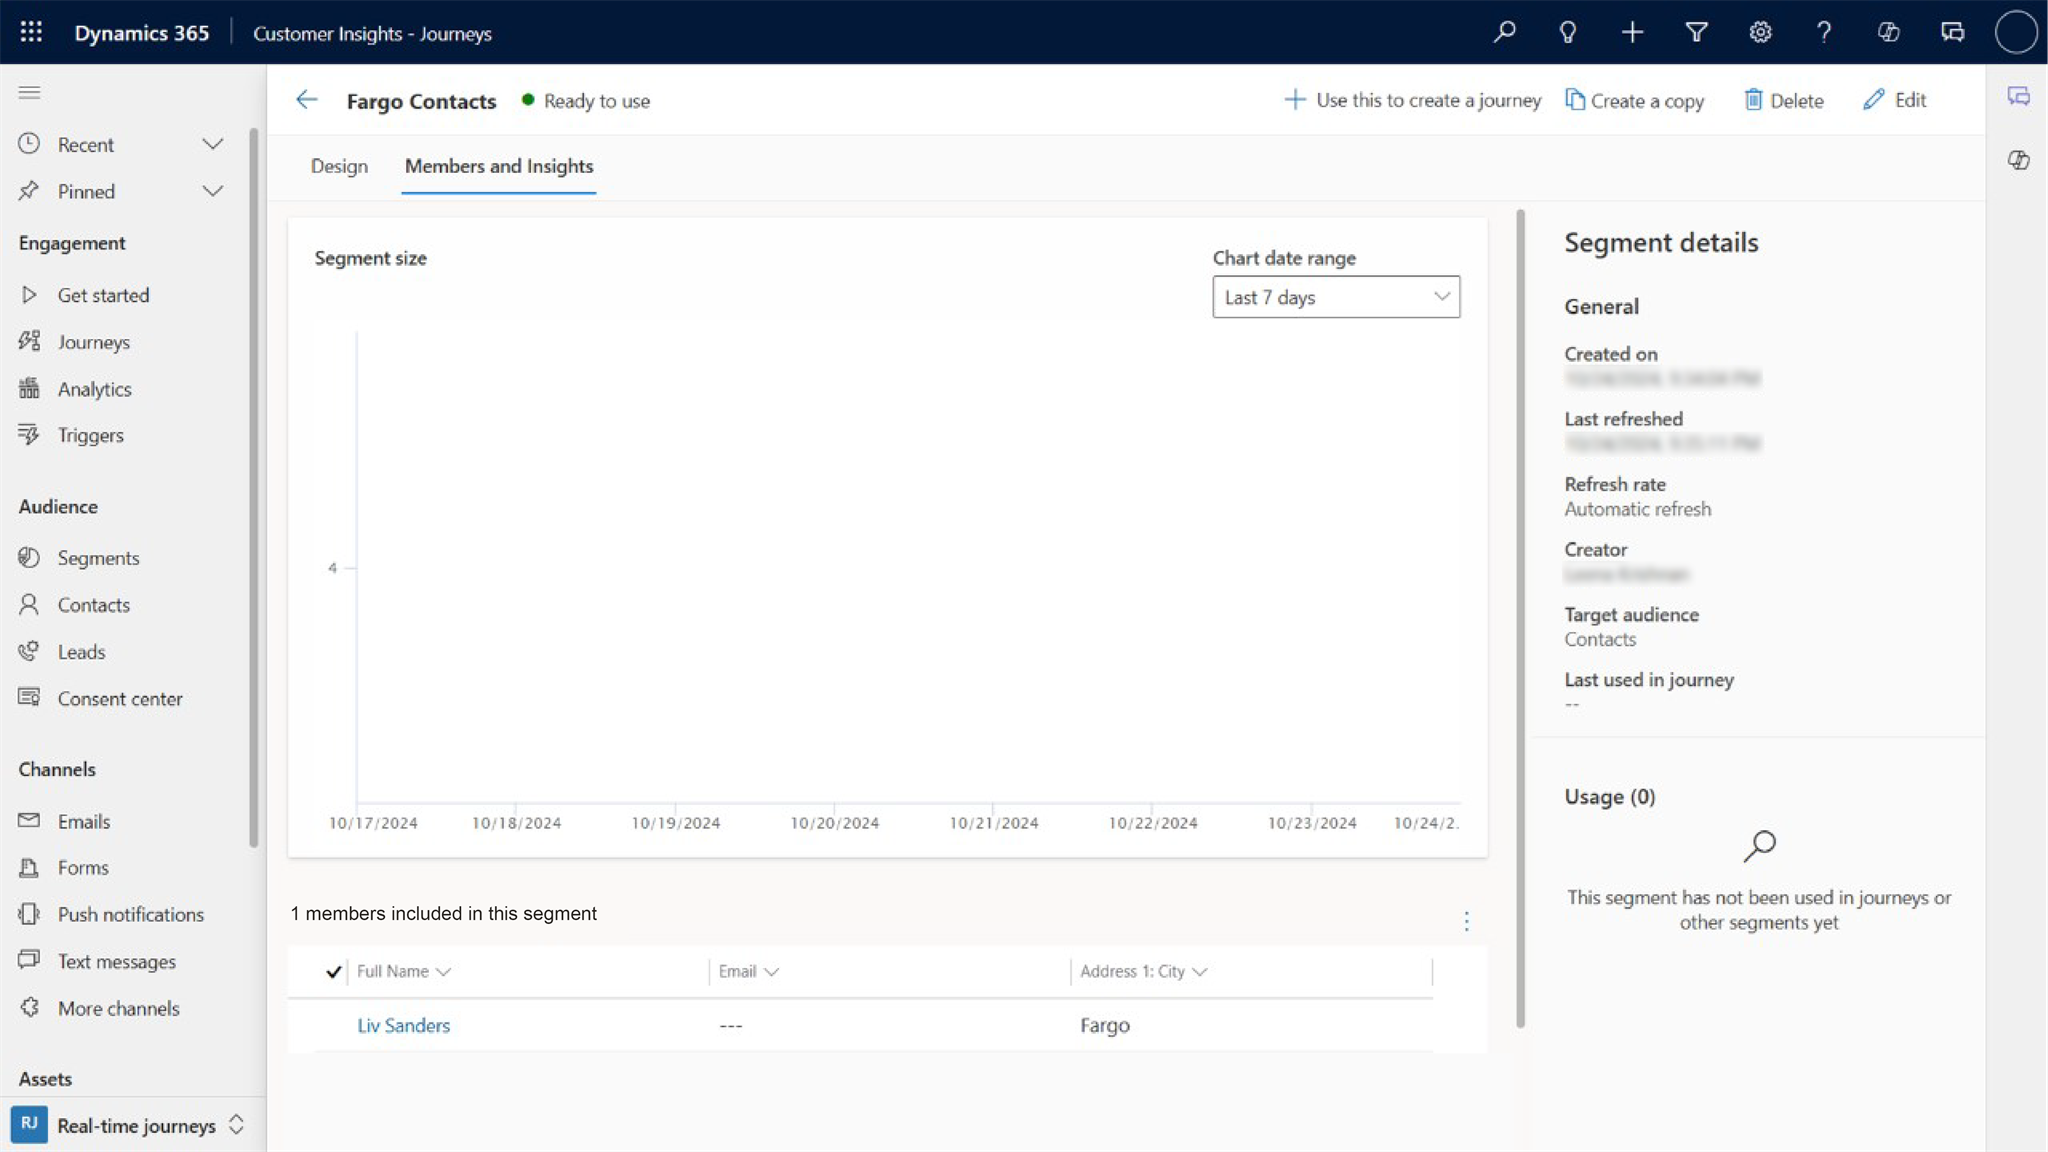 Dynamics 365
Customer Insights - Journeys
Fargo Contacts
Ready to use
Use this to create a journey
Create a copy
Delete
Edit
Recent
Pinned
Engagement
Get started
Journeys
Analytics
Triggers
Audience
Segments
Contacts
Leads
Consent center
Channels
Emails
Forms
Push notifications
Text messages
More channels
Assets
RJ Real-time journeys
Design
Members and Insights
Segment size
Chart date range
Last 7 days
4
10/17/2024 10/18/2024 10/19/2024 10/20/2024 10/21/2024 10/22/2024 10/23/2024 10/24/2.
1 members included in this segment
Full Name Email Address 1: City
Liv Sanders --- Fargo
Segment details
General
Created on
Last refreshed
Refresh rate
Automatic refresh
Creator
Target audience
Contacts
Last used in journey
--
Usage (0)
This segment has not been used in journeys or
other segments yet